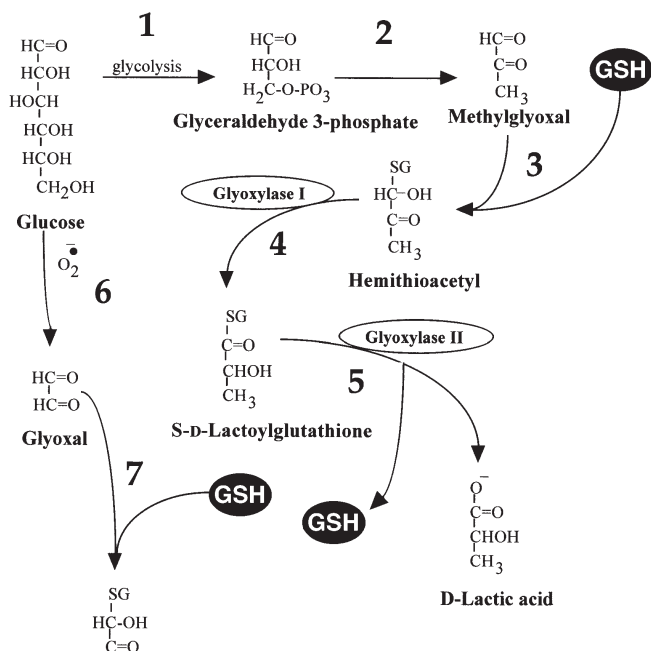 1
2
HC=O
HCOH
HOCH
HCOH
HCOH
CH2OH
Glucose
glycolysis
HC=O
HCOH
H2C-O-PO3
Glyceraldehyde 3-phosphate
HC=O
C=O
CH3
Methylglyoxal
GSH
3
Glyoxylase I
SG
HC-OH
C=O
CH3
Hemithioacetyl
4
O2-•
6
SG
C=O
CHOH
CH3
S-D-Lactoylglutathione
Glyoxylase II
5
HC=O
HC=O
Glyoxal
7
GSH
GSH
O-
C=O
CHOH
CH3
D-Lactic acid
SG
HC-OH
C=O